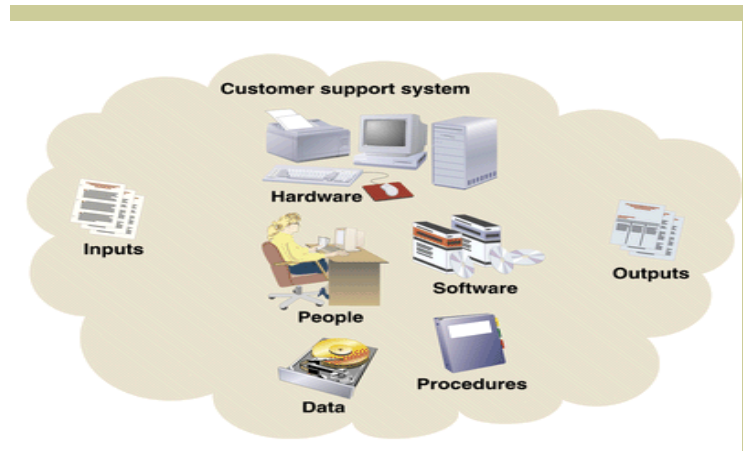 Customer support system
Hardware
Inputs
Software
Outputs
People
Procedures
Data